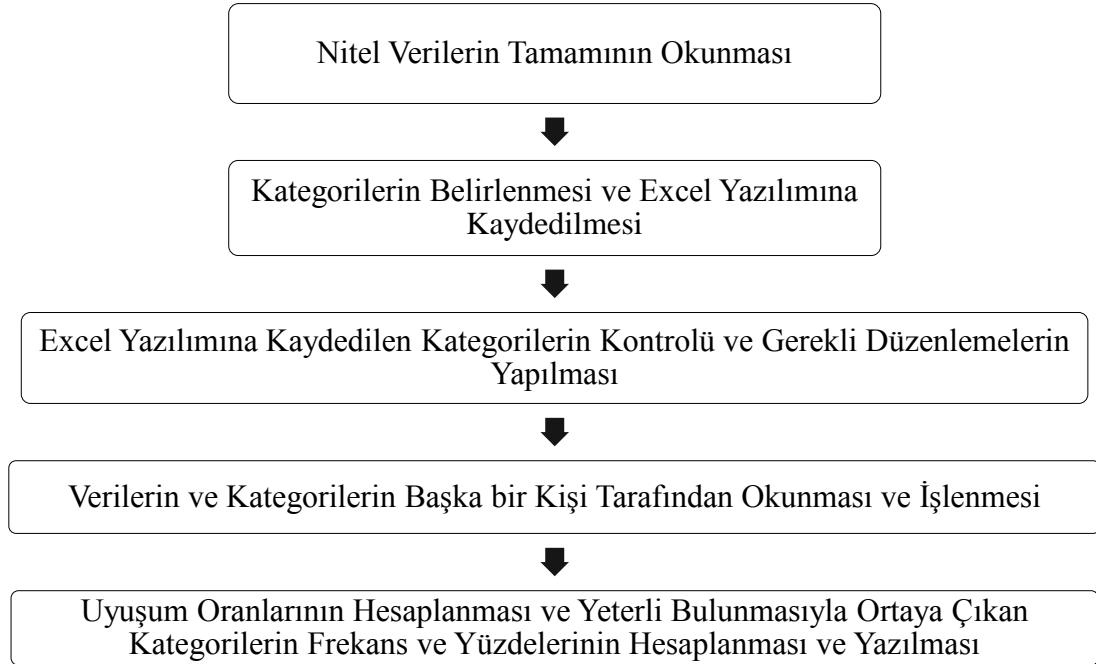 Nitel Verilerin Tamamının Okunması
Kategorilerin Belirlenmesi ve Excel Yazılımına
Kaydedilmesi
Excel Yazılımına Kaydedilen Kategorilerin Kontrolü ve Gerekli Düzenlemelerin
Yapılması
Verilerin ve Kategorilerin Başka bir Kişi Tarafından Okunması ve İşlenmesi
Uyuşum Oranlarının Hesaplanması ve Yeterli Bulunmasıyla Ortaya Çıkan
Kategorilerin Frekans ve Yüzdelerinin Hesaplanması ve Yazılması